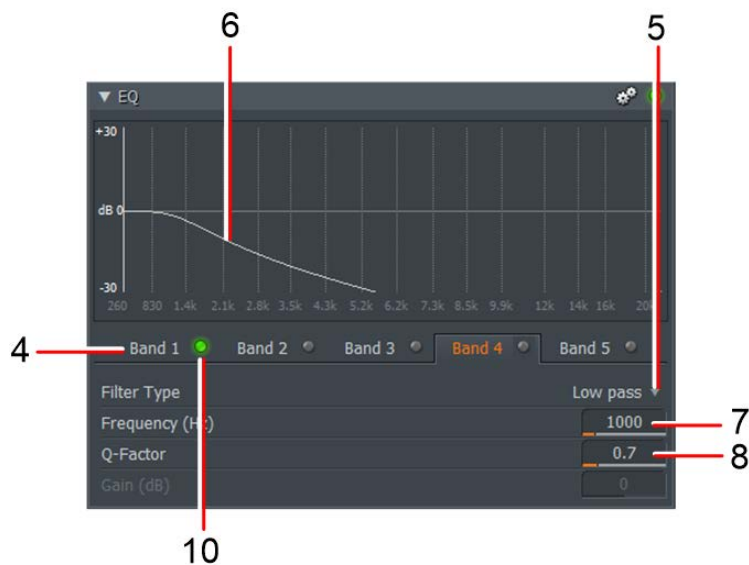 6
5
EQ
+30
dB 0
-30
260 830 1.4k 2.1k 2.8k 3.5k 4.3k 5.2k 6.2k 7.3k 8.5k 9.9k 12k 14k 16k 20k
4
Band 1 Band 2 Band 3 Band 4 Band 5
Filter Type Low pass
Frequency (Hz) 1000
7
Q-Factor 0.7
8
Gain (dB) 0
10